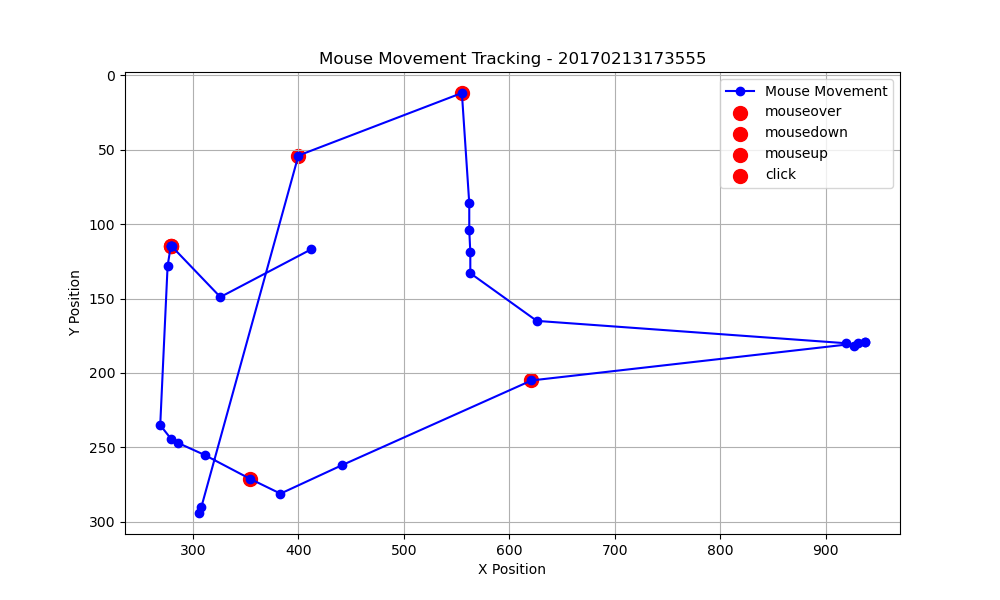 Mouse Movement Tracking - 20170213173555
Mouse Movement
mouseover
mousedown
mouseup
click
0
50
100
150
200
250
300
Y Position
300
400
500
600
700
800
900
X Position